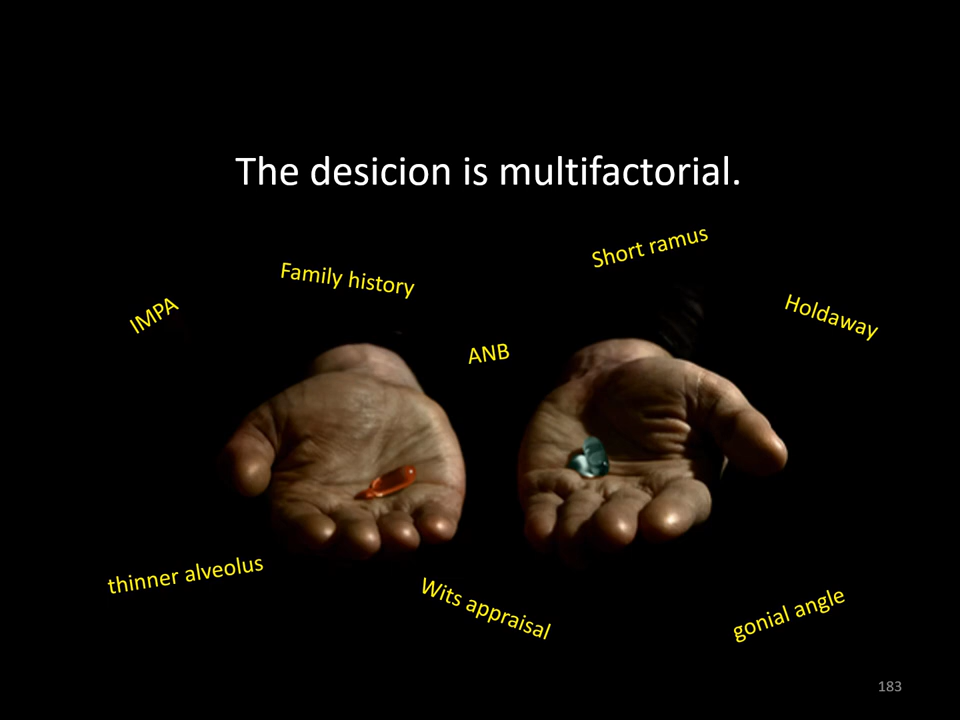 The desicion is multifactorial.
Short ramus
Family history
Holdaway
IMPA
ANB
thinner alveolus
Wits appraisal
gonial angle
183